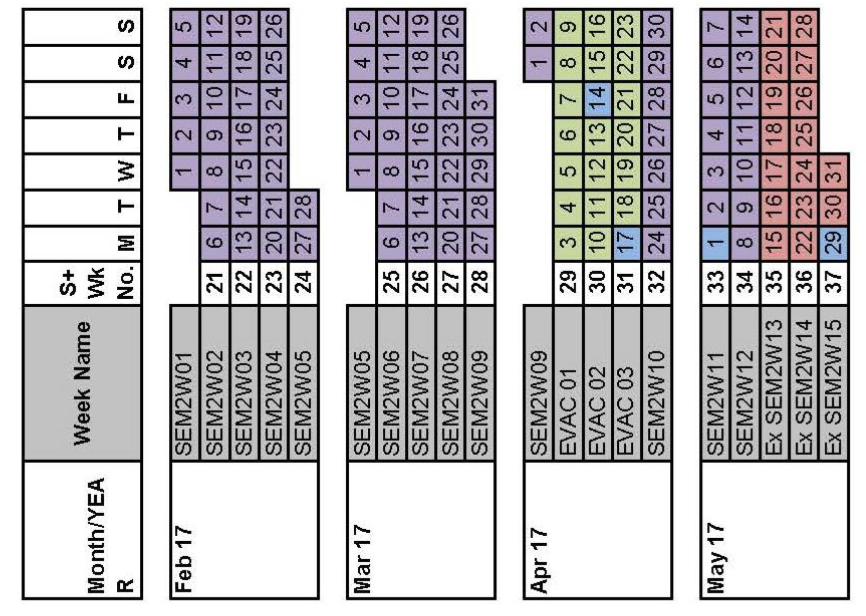 Month/YEA R Week Name S+ Wk No. M T W T F S S
Feb 17 SEM2W01 1 2 3 4 5
SEM2W02 21 6 7 8 9 10 11 12
SEM2W03 22 13 14 15 16 17 18 19
SEM2W04 23 20 21 22 23 24 25 26
SEM2W05 24 27 28
Mar 17 SEM2W05 1 2 3 4 5
SEM2W06 25 6 7 8 9 10 11 12
SEM2W07 26 13 14 15 16 17 18 19
SEM2W08 27 20 21 22 23 24 25 26
SEM2W09 28 27 28 29 30 31
Apr 17 SEM2W09 1 2
EVAC 01 29 3 4 5 6 7 8 9
EVAC 02 30 10 11 12 13 14 15 16
EVAC 03 31 17 18 19 20 21 22 23
SEM2W10 32 24 25 26 27 28 29 30
May 17 SEM2W11 33 1 2 3 4 5 6 7
SEM2W12 34 8 9 10 11 12 13 14
Ex SEM2W13 35 15 16 17 18 19 20 21
Ex SEM2W14 36 22 23 24 25 26 27 28
Ex SEM2W15 37 29 30 31